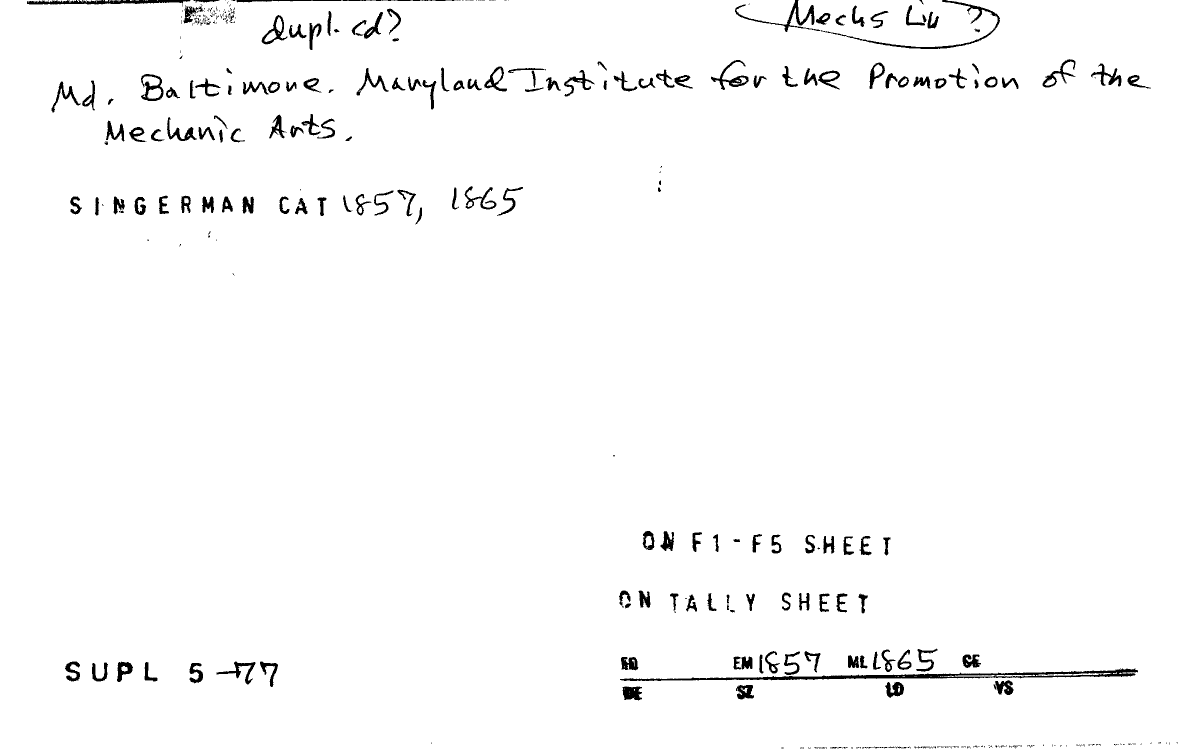 dupl. cd? Mechs Lib ?
Md. Baltimore. Maryland Institute for the Promotion of the
Mechanic Arts.
SINGERMAN CAT 1857, 1865
ON F1-F5 SHEET
ON TALLY SHEET
SUPL 5-77
EM 1857 ML 1865 CE
DE SZ LD VS